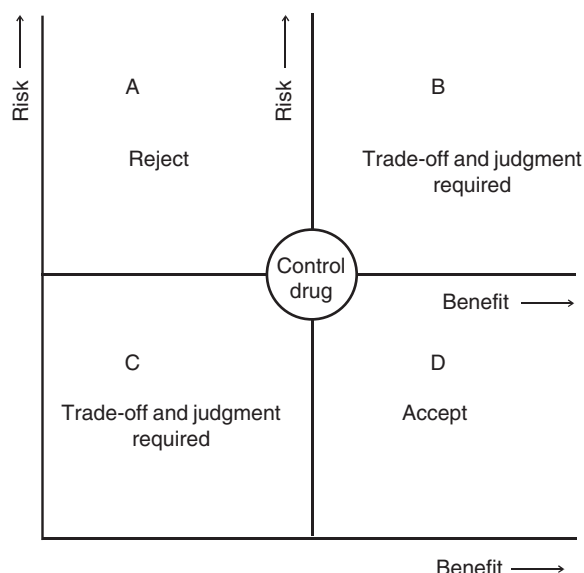 Risk
Risk
A
B
Reject
Trade-off and judgment
required
Control
drug
Benefit
C
D
Trade-off and judgment
required
Accept
Benefit